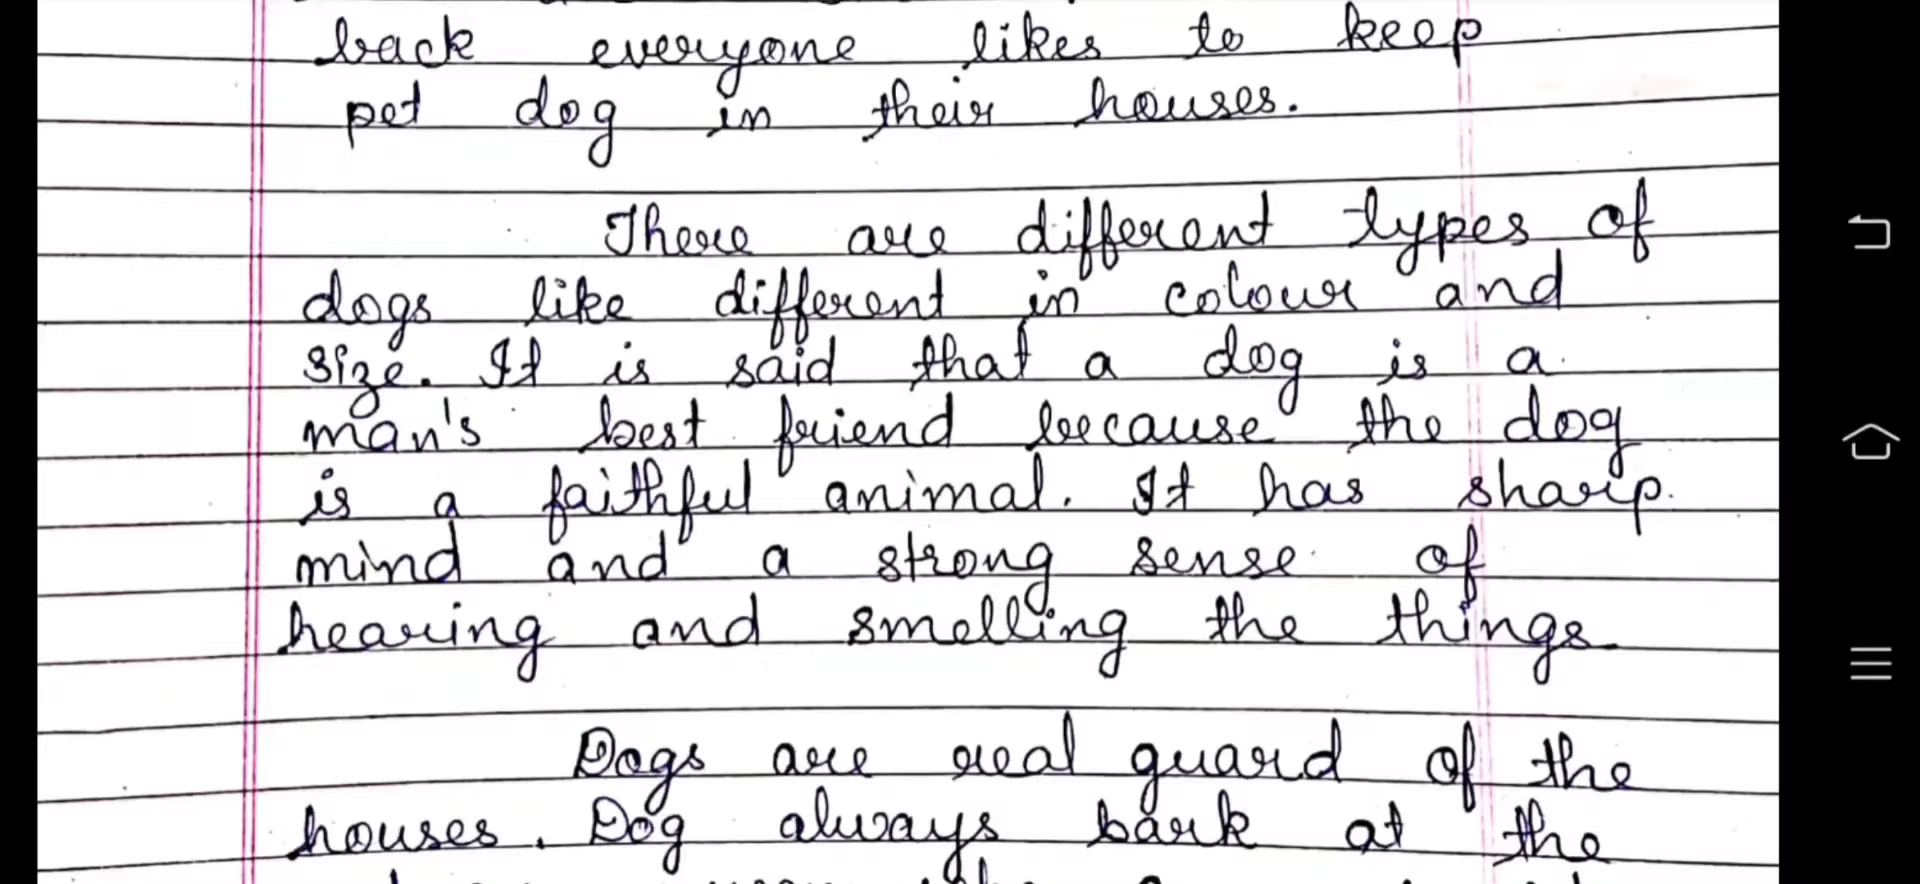 back everyone likes to keep
pet dog in their houses.
There are different types of
dogs like different in colour and
size. It is said that a dog is a
man's best friend because the dog
is a faithful animal. It has sharp
mind and a strong sense of
hearing and smelling the things
Dogs are real guard of the
houses. Dog always bark at the